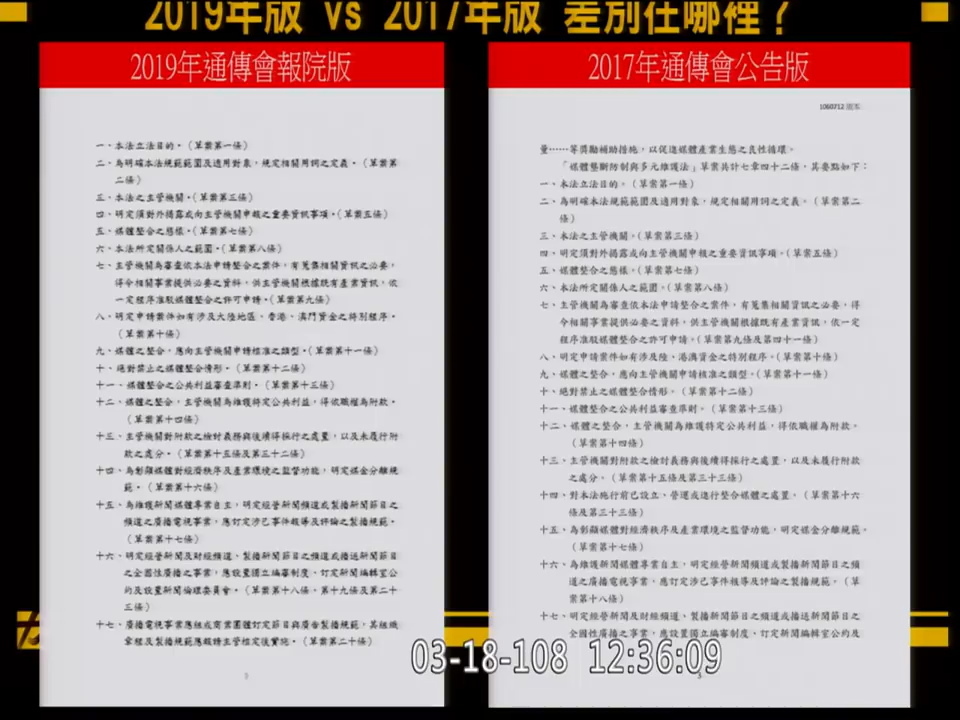 2019年版 vs 2017年版 差別在哪裡？
2019年通傳會報院版
一、本法立法目的。（草案第一條）
二、為明確本法規範範圍及適用對象，規定相關用詞之定義。（草案第
二條）
三、本法之主管機關。（草案第三條）
四、明定須對外揭露或向主管機關申報之重要資訊事項。（草案五條）
五、媒體整合之態樣。（草案第七條）
六、本法所定關係人之範圍。（草案第八條）
七、主管機關為審查依本法申請整合之案件，有蒐集相關資訊之必要，
得令相關事業提供必要之資料，供主管機關根據既有產業資訊，依
一定程序准駁媒體整合之許可申請。（草案第九條）
八、明定申請案件如有涉及大陸地區、香港、澳門資金之特別程序。
（草案第十條）
九、媒體之整合，應向主管機關申請核准之類型。（草案第十一條）
十、絕對禁止之媒體整合情形。（草案第十二條）
十一、媒體整合之公共利益審查準則。（草案第十三條）
十二、媒體之整合，主管機關為維護特定公共利益，得依職權為附款。
（草案第十四條）
十三、主管機關對附款之檢討義務與後續得採行之處置，以及未履行附
款之處分。（草案第十五條及第三十二條）
十四、為彰顯媒體對經濟秩序及產業環境之監督功能，明定媒金分離規
範。（草案第十六條）
十五、為維護新聞媒體專業自主，明定經營新聞頻道或製播新聞節目之
頻道之廣播電視事業，應訂定涉己事件報導及評論之製播規範。
（草案第十七條）
十六、明定經營新聞及財經頻道、製播新聞節目之頻道或播送新聞節目
之全國性廣播之事業，應設置獨立編審制度、訂定新聞編輯室公
約及設置新聞倫理委員會。（草案第十八條、第十九條及第二十
三條）
十七、廣播電視事業應組成商業團體訂定節目與廣告製播規範，其組織
章程及製播規範應報請主管機關核定後實施。（草案第二十條）
2017年通傳會公告版
1060712 版本
量……等獎勵補助措施，以促進媒體產業生態之良性循環。
「媒體壟斷防制與多元維護法」草案共計七章四十二條，其要點如下：
一、本法立法目的。（草案第一條）
二、為明確本法規範範圍及適用對象，規定相關用詞之定義。（草案第二
條）
三、本法之主管機關。（草案第三條）
四、明定須對外揭露或向主管機關申報之重要資訊事項。（草案五條）
五、媒體整合之態樣。（草案第七條）
六、本法所定關係人之範圍。（草案第八條）
七、主管機關為審查依本法申請整合之案件，有蒐集相關資訊之必要，得
令相關事業提供必要之資料，供主管機關根據既有產業資訊，依一定
程序准駁媒體整合之許可申請。（草案第九條及第四十一條）
八、明定申請案件如有涉及陸、港澳資金之特別程序。（草案第十條）
九、媒體之整合，應向主管機關申請核准之類型。（草案第十一條）
十、絕對禁止之媒體整合情形。（草案第十二條）
十一、媒體整合之公共利益審查準則。（草案第十三條）
十二、媒體之整合，主管機關為維護特定公共利益，得依職權為附款。
（草案第十四條）
十三、主管機關對附款之檢討義務與後續得採行之處置，以及未履行附款
之處分。（草案第十五條及第三十三條）
十四、對本法施行前已設立、營運或進行整合媒體之處置。（草案第十六
條及第三十三條）
十五、為彰顯媒體對經濟秩序及產業環境之監督功能，明定媒金分離規範。
（草案第十七條）
十六、為維護新聞媒體專業自主，明定經營新聞頻道或製播新聞節目之頻
道之廣播電視事業，應訂定涉己事件報導及評論之製播規範。（草
案第十八條）
十七、明定經營新聞及財經頻道、製播新聞節目之頻道或播送新聞節目之
全國性廣播之事業，應設置獨立編審制度、訂定新聞編輯室公約及
03-18-108 12:36:09